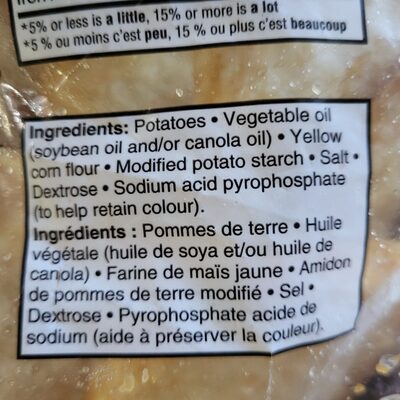 *5% or less is a little, 15% or more is a lot
*5 % ou moins c'est peu, 15 % ou plus c'est beaucoup
Ingredients: Potatoes • Vegetable oil
(soybean oil and/or canola oil) • Yellow
corn flour • Modified potato starch • Salt •
Dextrose • Sodium acid pyrophosphate
(to help retain colour).
Ingrédients : Pommes de terre • Huile
végétale (huile de soya et/ou huile de
canola) • Farine de maïs jaune • Amidon
de pommes de terre modifié • Sel •
Dextrose • Pyrophosphate acide de
sodium (aide à préserver la couleur).